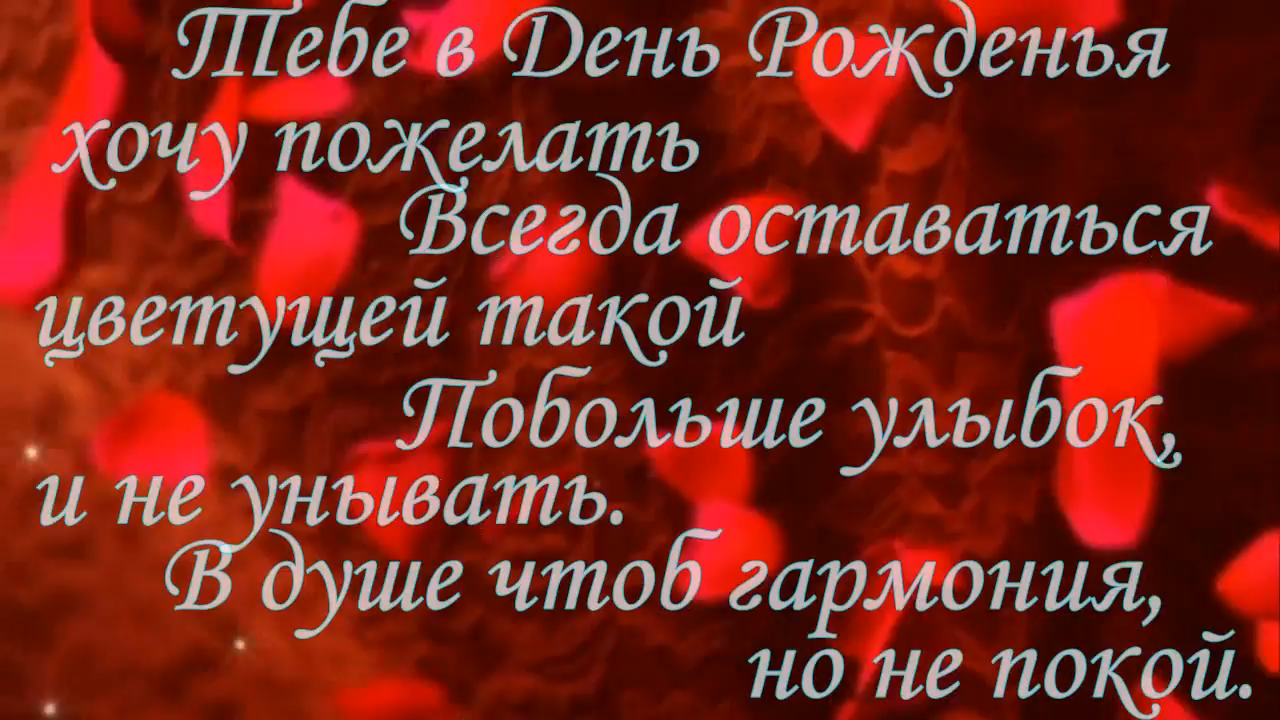 Тебе в День Рожденья
хочу пожелать
Всегда оставаться
цветущей такой
Побольше улыбок,
и не унывать.
В душе чтоб гармония,
но не покой.